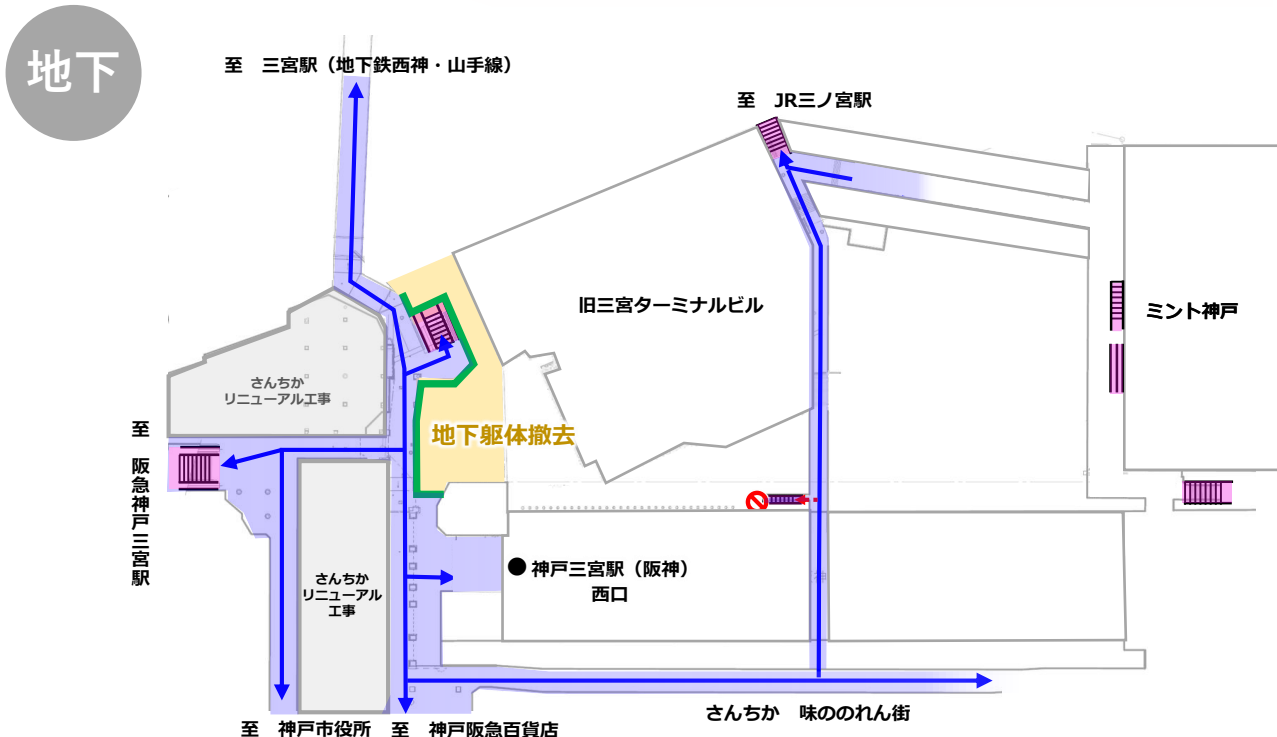 地下
至 三宮駅（地下鉄西神・山手線）
至 JR三ノ宮駅
旧三宮ターミナルビル
ミント神戸
さんちか
リニューアル工事
地下躯体撤去
至 阪急神戸三宮駅
神戸三宮駅（阪神）
西口
さんちか
リニューアル
工事
さんちか 味ののれん街
至 神戸市役所
至 神戸阪急百貨店